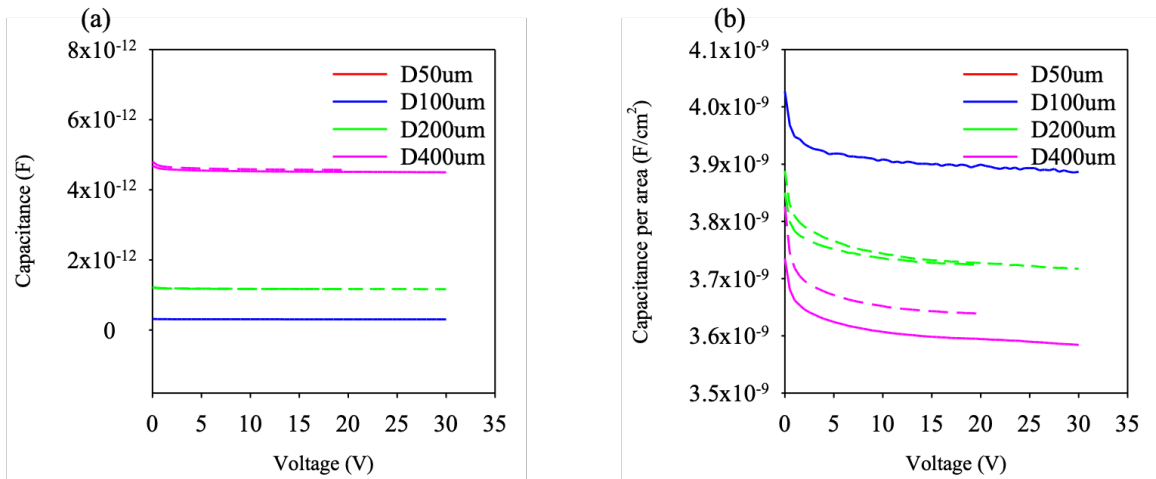 (a)
8x10⁻¹²
6x10⁻¹²
4x10⁻¹²
2x10⁻¹²
0
Capacitance (F)
D50um
D100um
D200um
D400um
0 5 10 15 20 25 30 35
Voltage (V)
(b)
4.1x10⁻⁹
4.0x10⁻⁹
3.9x10⁻⁹
3.8x10⁻⁹
3.7x10⁻⁹
3.6x10⁻⁹
3.5x10⁻⁹
Capacitance per area (F/cm²)
D50um
D100um
D200um
D400um
0 5 10 15 20 25 30 35
Voltage (V)